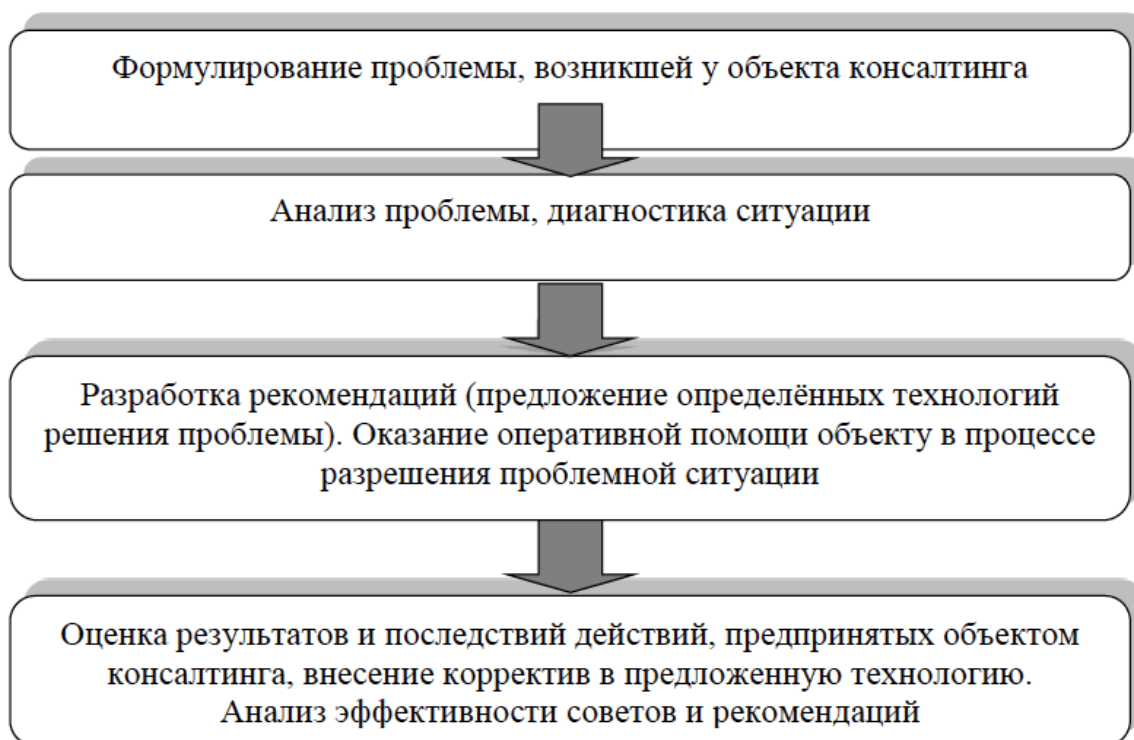 Формулирование проблемы, возникшей у объекта консалтинга
Анализ проблемы, диагностика ситуации
Разработка рекомендаций (предложение определённых технологий
решения проблемы). Оказание оперативной помощи объекту в процессе
разрешения проблемной ситуации
Оценка результатов и последствий действий, предпринятых объектом
консалтинга, внесение корректив в предложенную технологию.
Анализ эффективности советов и рекомендаций